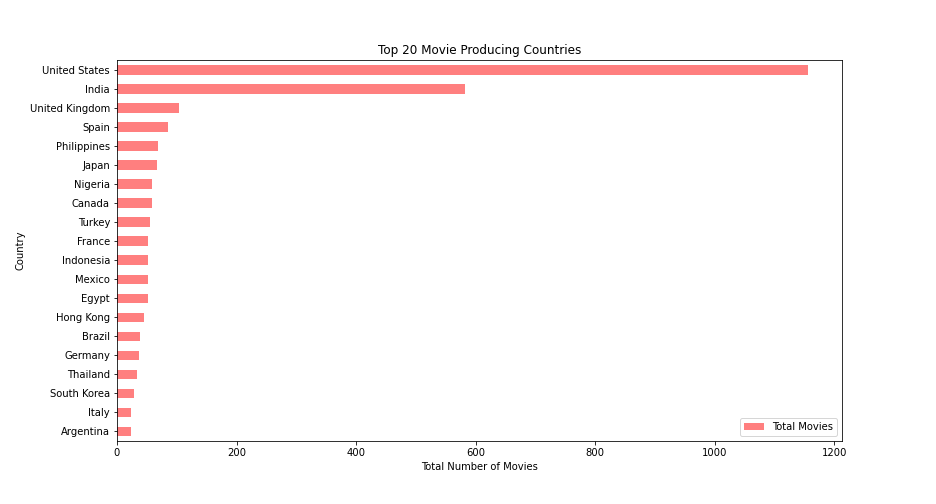 Top 20 Movie Producing Countries
United States
India
United Kingdom
Spain
Philippines
Japan
Nigeria
Canada
Turkey
France
Indonesia
Mexico
Egypt
Hong Kong
Brazil
Germany
Thailand
South Korea
Italy
Argentina
Country
Total Movies
0 200 400 600 800 1000 1200
Total Number of Movies